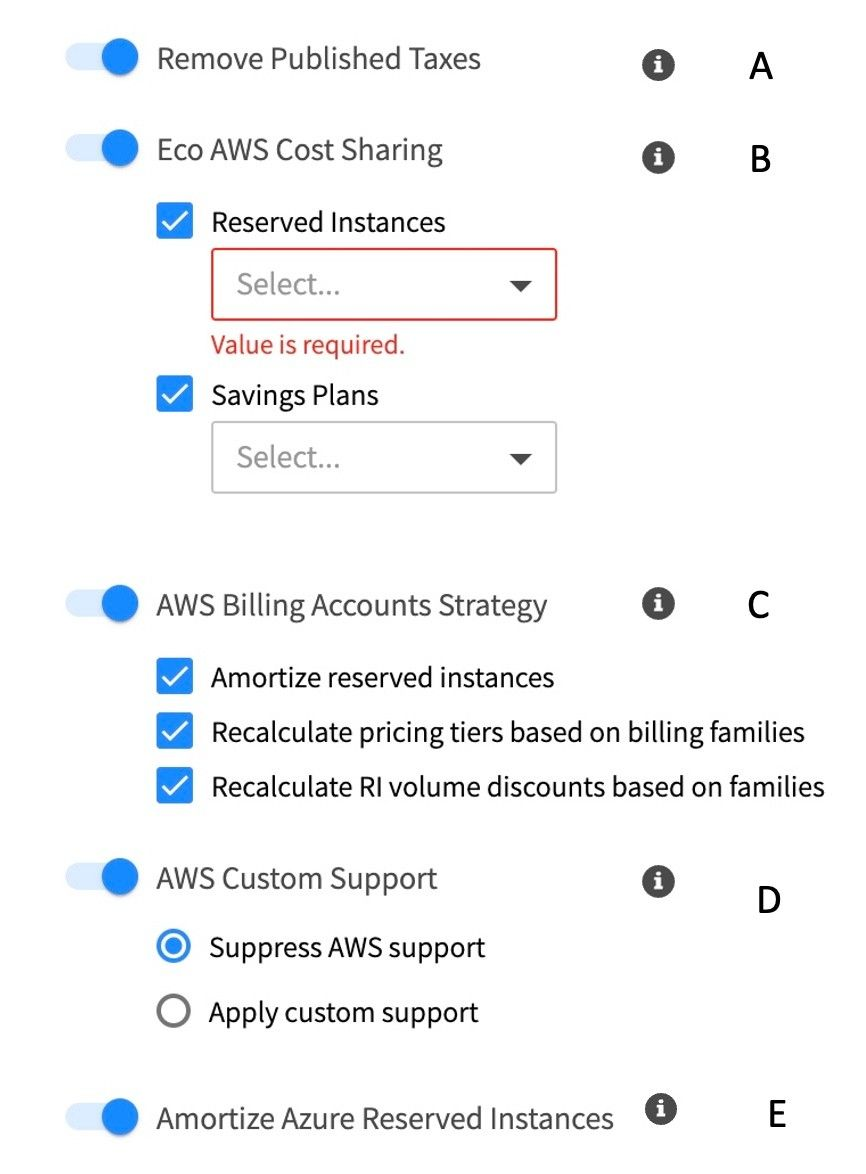 Remove Published Taxes i A
Eco AWS Cost Sharing i B
Reserved Instances
Select...
Value is required.
Savings Plans
Select...
AWS Billing Accounts Strategy i C
Amortize reserved instances
Recalculate pricing tiers based on billing families
Recalculate RI volume discounts based on families
AWS Custom Support i D
Suppress AWS support
Apply custom support
Amortize Azure Reserved Instances i E